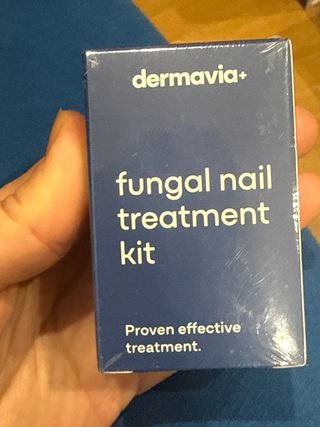 dermavia+
fungal nail
treatment
kit
Proven effective
treatment.